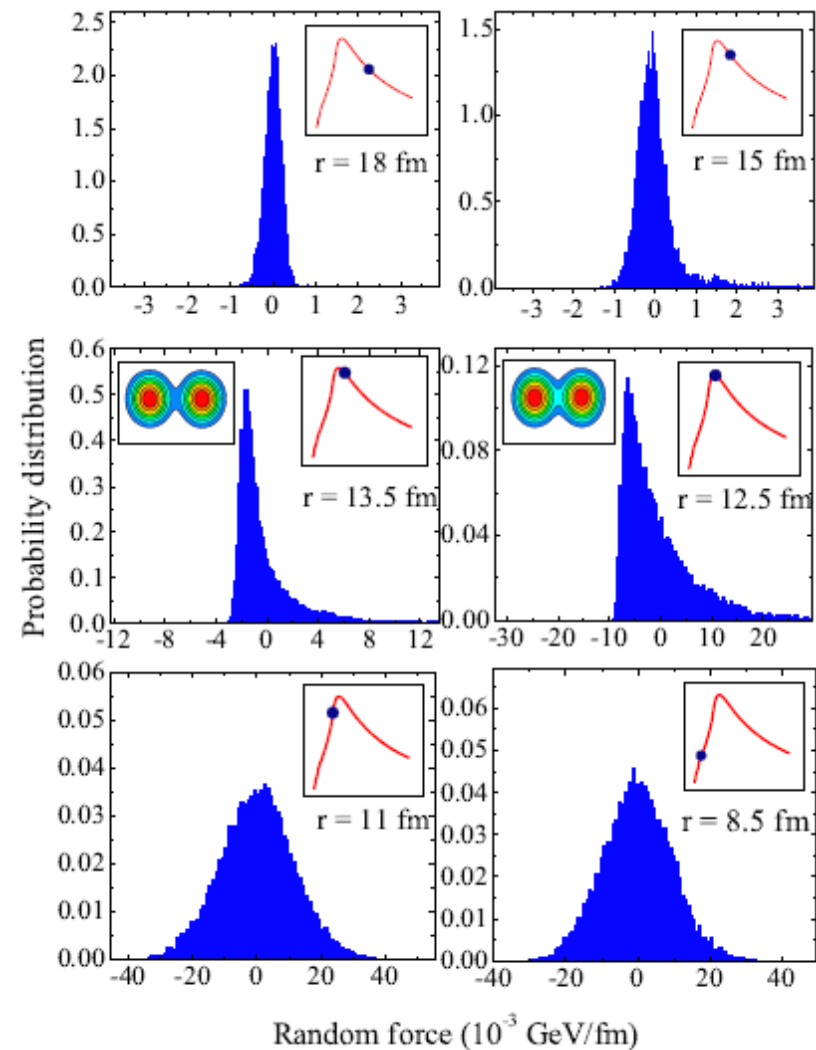 2.5
2.0
1.5
1.0
0.5
0.0
-3 -2 -1 0 1 2 3
r = 18 fm
1.5
1.0
0.5
0.0
-3 -2 -1 0 1 2 3
r = 15 fm
Probability distribution
0.6
0.5
0.4
0.3
0.2
0.1
0.0
-12 -8 -4 0 4 8 12
r = 13.5 fm
0.12
0.08
0.04
0.00
-30 -20 -10 0 10 20
r = 12.5 fm
0.06
0.05
0.04
0.03
0.02
0.01
0.00
-40 -20 0 20 40
r = 11 fm
0.06
0.05
0.04
0.03
0.02
0.01
0.00
-40 -20 0 20 40
r = 8.5 fm
Random force (10⁻³ GeV/fm)